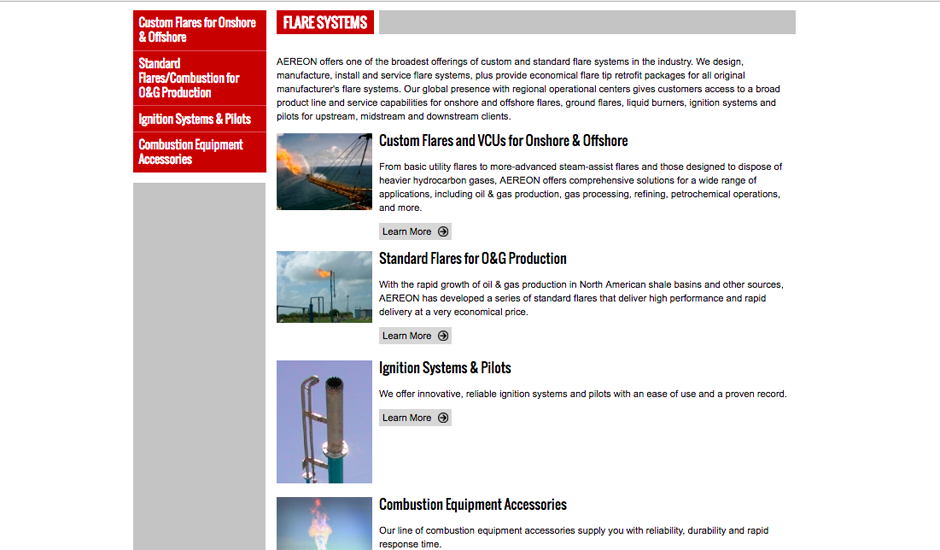 Custom Flares for Onshore
& Offshore
Standard
Flares/Combustion for
O&G Production
Ignition Systems & Pilots
Combustion Equipment
Accessories
FLARE SYSTEMS
AEREON offers one of the broadest offerings of custom and standard flare systems in the industry. We design,
manufacture, install and service flare systems, plus provide economical flare tip retrofit packages for all original
manufacturer's flare systems. Our global presence with regional operational centers gives customers access to a broad
product line and service capabilities for onshore and offshore flares, ground flares, liquid burners, ignition systems and
pilots for upstream, midstream and downstream clients.
Custom Flares and VCUs for Onshore & Offshore
From basic utility flares to more-advanced steam-assist flares and those designed to dispose of
heavier hydrocarbon gases, AEREON offers comprehensive solutions for a wide range of
applications, including oil & gas production, gas processing, refining, petrochemical operations,
and more.
Learn More
Standard Flares for O&G Production
With the rapid growth of oil & gas production in North American shale basins and other sources,
AEREON has developed a series of standard flares that deliver high performance and rapid
delivery at a very economical price.
Learn More
Ignition Systems & Pilots
We offer innovative, reliable ignition systems and pilots with an ease of use and a proven record.
Learn More
Combustion Equipment Accessories
Our line of combustion equipment accessories supply you with reliability, durability and rapid
response time.